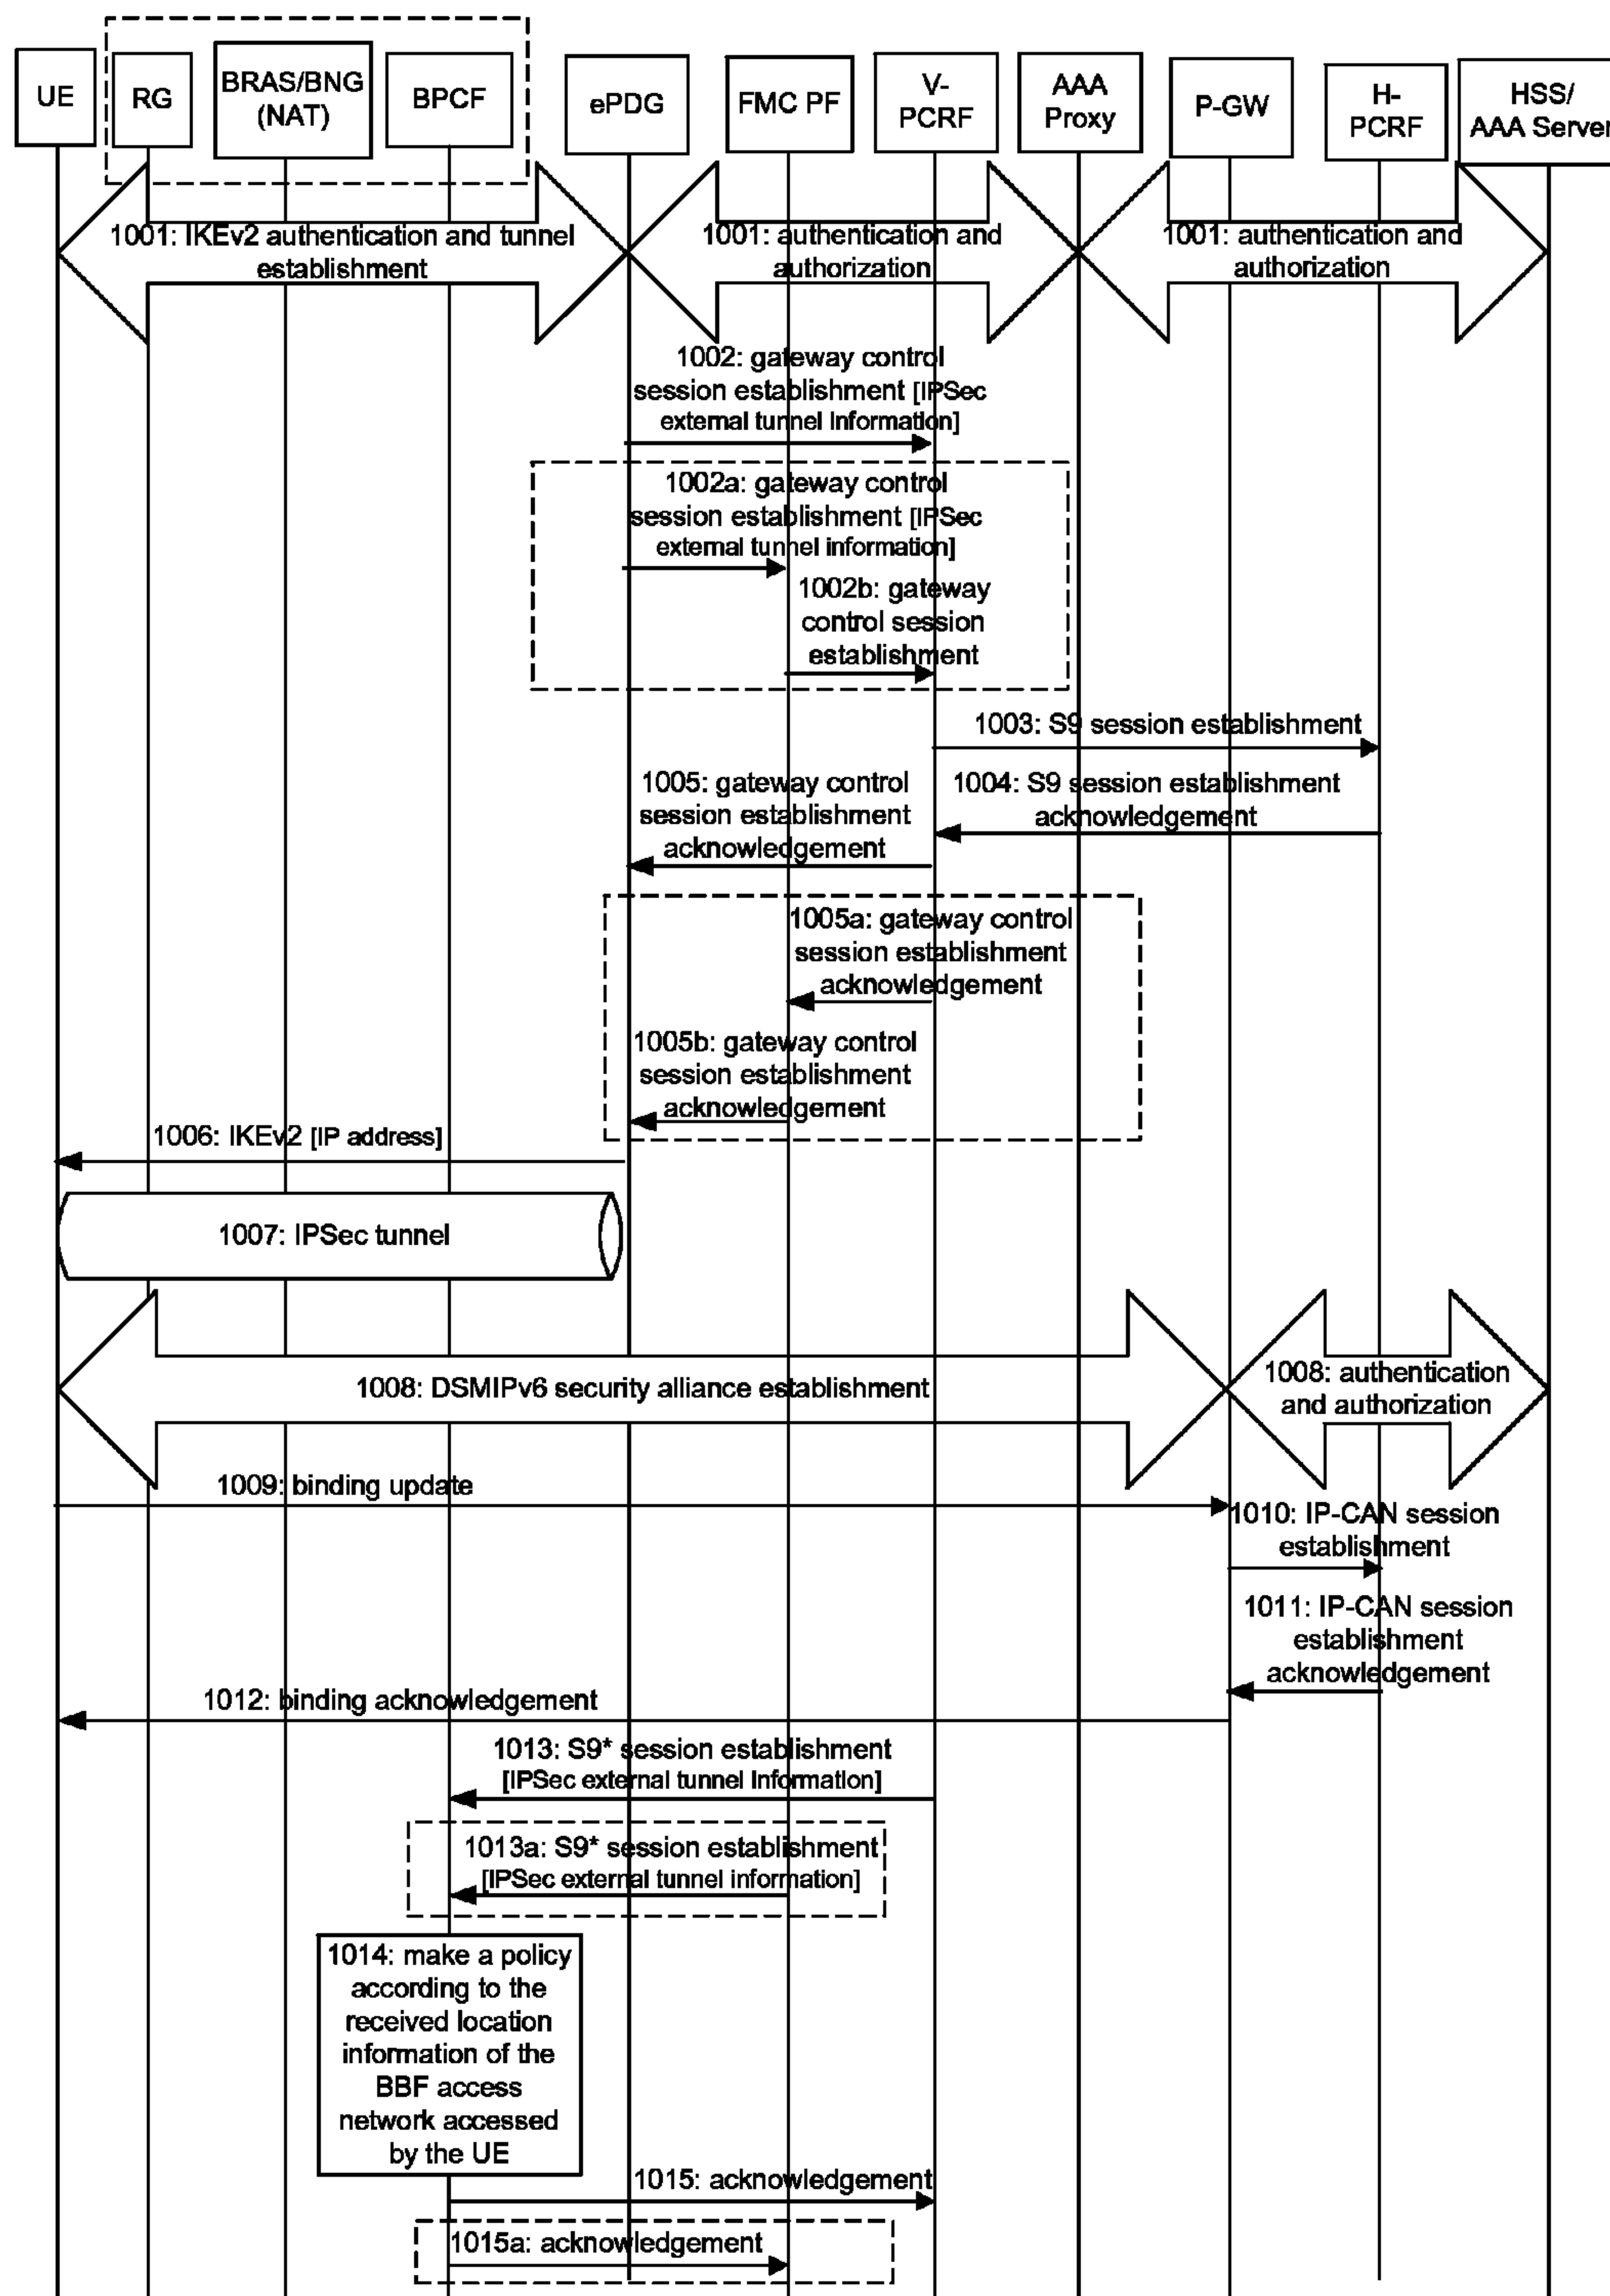 UE
RG
BRAS/BNG
(NAT)
BPCF
ePDG
FMC PF
V-
PCRF
AAA
Proxy
P-GW
H-
PCRF
HSS/
AAA Server
1001: IKEv2 authentication and tunnel
establishment
1001: authentication and
authorization
1001: authentication and
authorization
1002: gateway control
session establishment [IPSec
external tunnel information]
1002a: gateway control
session establishment [IPSec
external tunnel information]
1002b: gateway
control session
establishment
1003: S9 session establishment
1004: S9 session establishment
acknowledgement
1005: gateway control
session establishment
acknowledgement
1005a: gateway control
session establishment
acknowledgement
1005b: gateway control
session establishment
acknowledgement
1006: IKEv2 [IP address]
1007: IPSec tunnel
1008: DSMIPv6 security alliance establishment
1008: authentication
and authorization
1009: binding update
1010: IP-CAN session
establishment
1011: IP-CAN session
establishment
acknowledgement
1012: binding acknowledgement
1013: S9* session establishment
[IPSec external tunnel information]
1013a: S9* session establishment
[IPSec external tunnel information]
1014: make a policy
according to the
received location
information of the
BBF access
network accessed
by the UE
1015: acknowledgement
1015a: acknowledgement